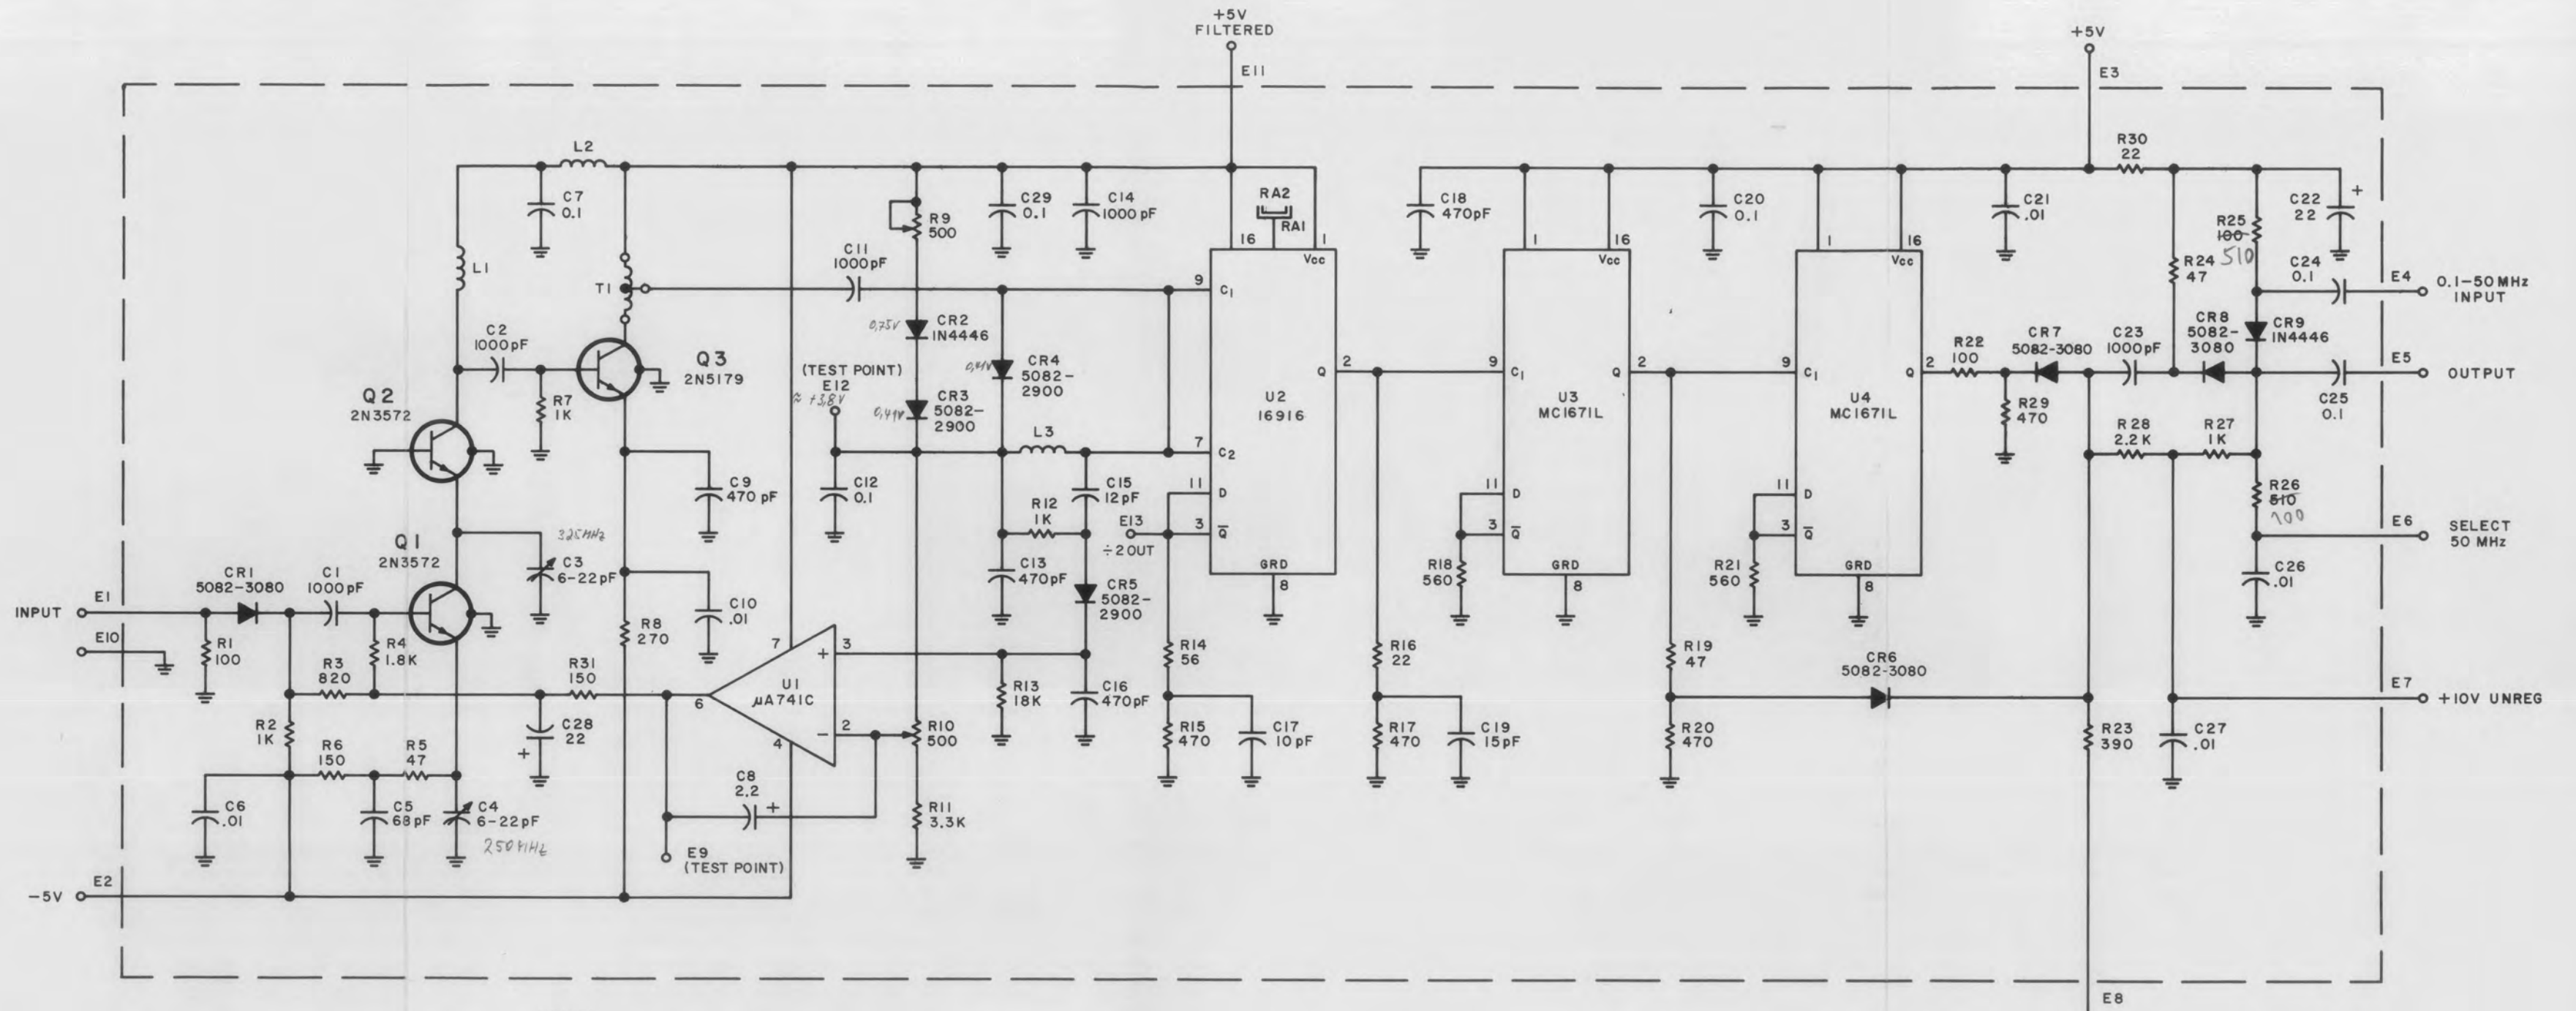 +5V
FILTERED
E11
+5V
E3
L2
C7
0.1
L1
T1
C2
1000pF
Q3
2N5179
R7
1K
Q2
2N3572
Q1
2N3572
325MHz
C3
6-22pF
C9
470 pF
C10
.01
R8
270
R9
500
C11
1000pF
C29
0.1
C14
1000pF
0,75V
CR2
1N4446
(TEST POINT)
E12
≈ +3,8V
0,41V
CR3
5082-
2900
CR4
5082-
2900
L3
C12
0.1
C15
12pF
R12
1K
C13
470pF
CR5
5082-
2900
E13
÷2OUT
RA2
RA1
16
1
Vcc
9
C1
Q
2
U2
16916
7
C2
11
D
3
Q̅
GRD
8
C18
470pF
1
16
Vcc
9
C1
Q
2
U3
MC1671L
11
D
3
Q̅
GRD
8
R18
560
C20
0.1
1
16
Vcc
9
C1
Q
2
U4
MC1671L
11
D
3
Q̅
GRD
8
R21
560
C21
.01
R30
22
R25
100
510
C22
22
+
R24
47
C24
0.1
E4
0.1-50MHz
INPUT
R22
100
CR7
5082-3080
C23
1000pF
CR8
5082-
3080
CR9
1N4446
E5
OUTPUT
C25
0.1
R29
470
R28
2.2K
R27
1K
R26
510
100
E6
SELECT
50 MHz
C26
.01
INPUT
E1
E10
R1
100
CR1
5082-3080
C1
1000pF
R4
1.8K
R3
820
R31
150
R2
1K
R6
150
R5
47
C28
22
+
C6
.01
C5
68pF
C4
6-22pF
250MHz
U1
µA741C
7
3
+
6
2
−
4
C8
2.2
+
E9
(TEST POINT)
R13
18K
C16
470pF
R10
500
R11
3.3K
R14
56
R15
470
C17
10pF
R16
22
R17
470
C19
15pF
R19
47
R20
470
CR6
5082-3080
R23
390
C27
.01
E7
+10V UNREG
-5V
E2
E8